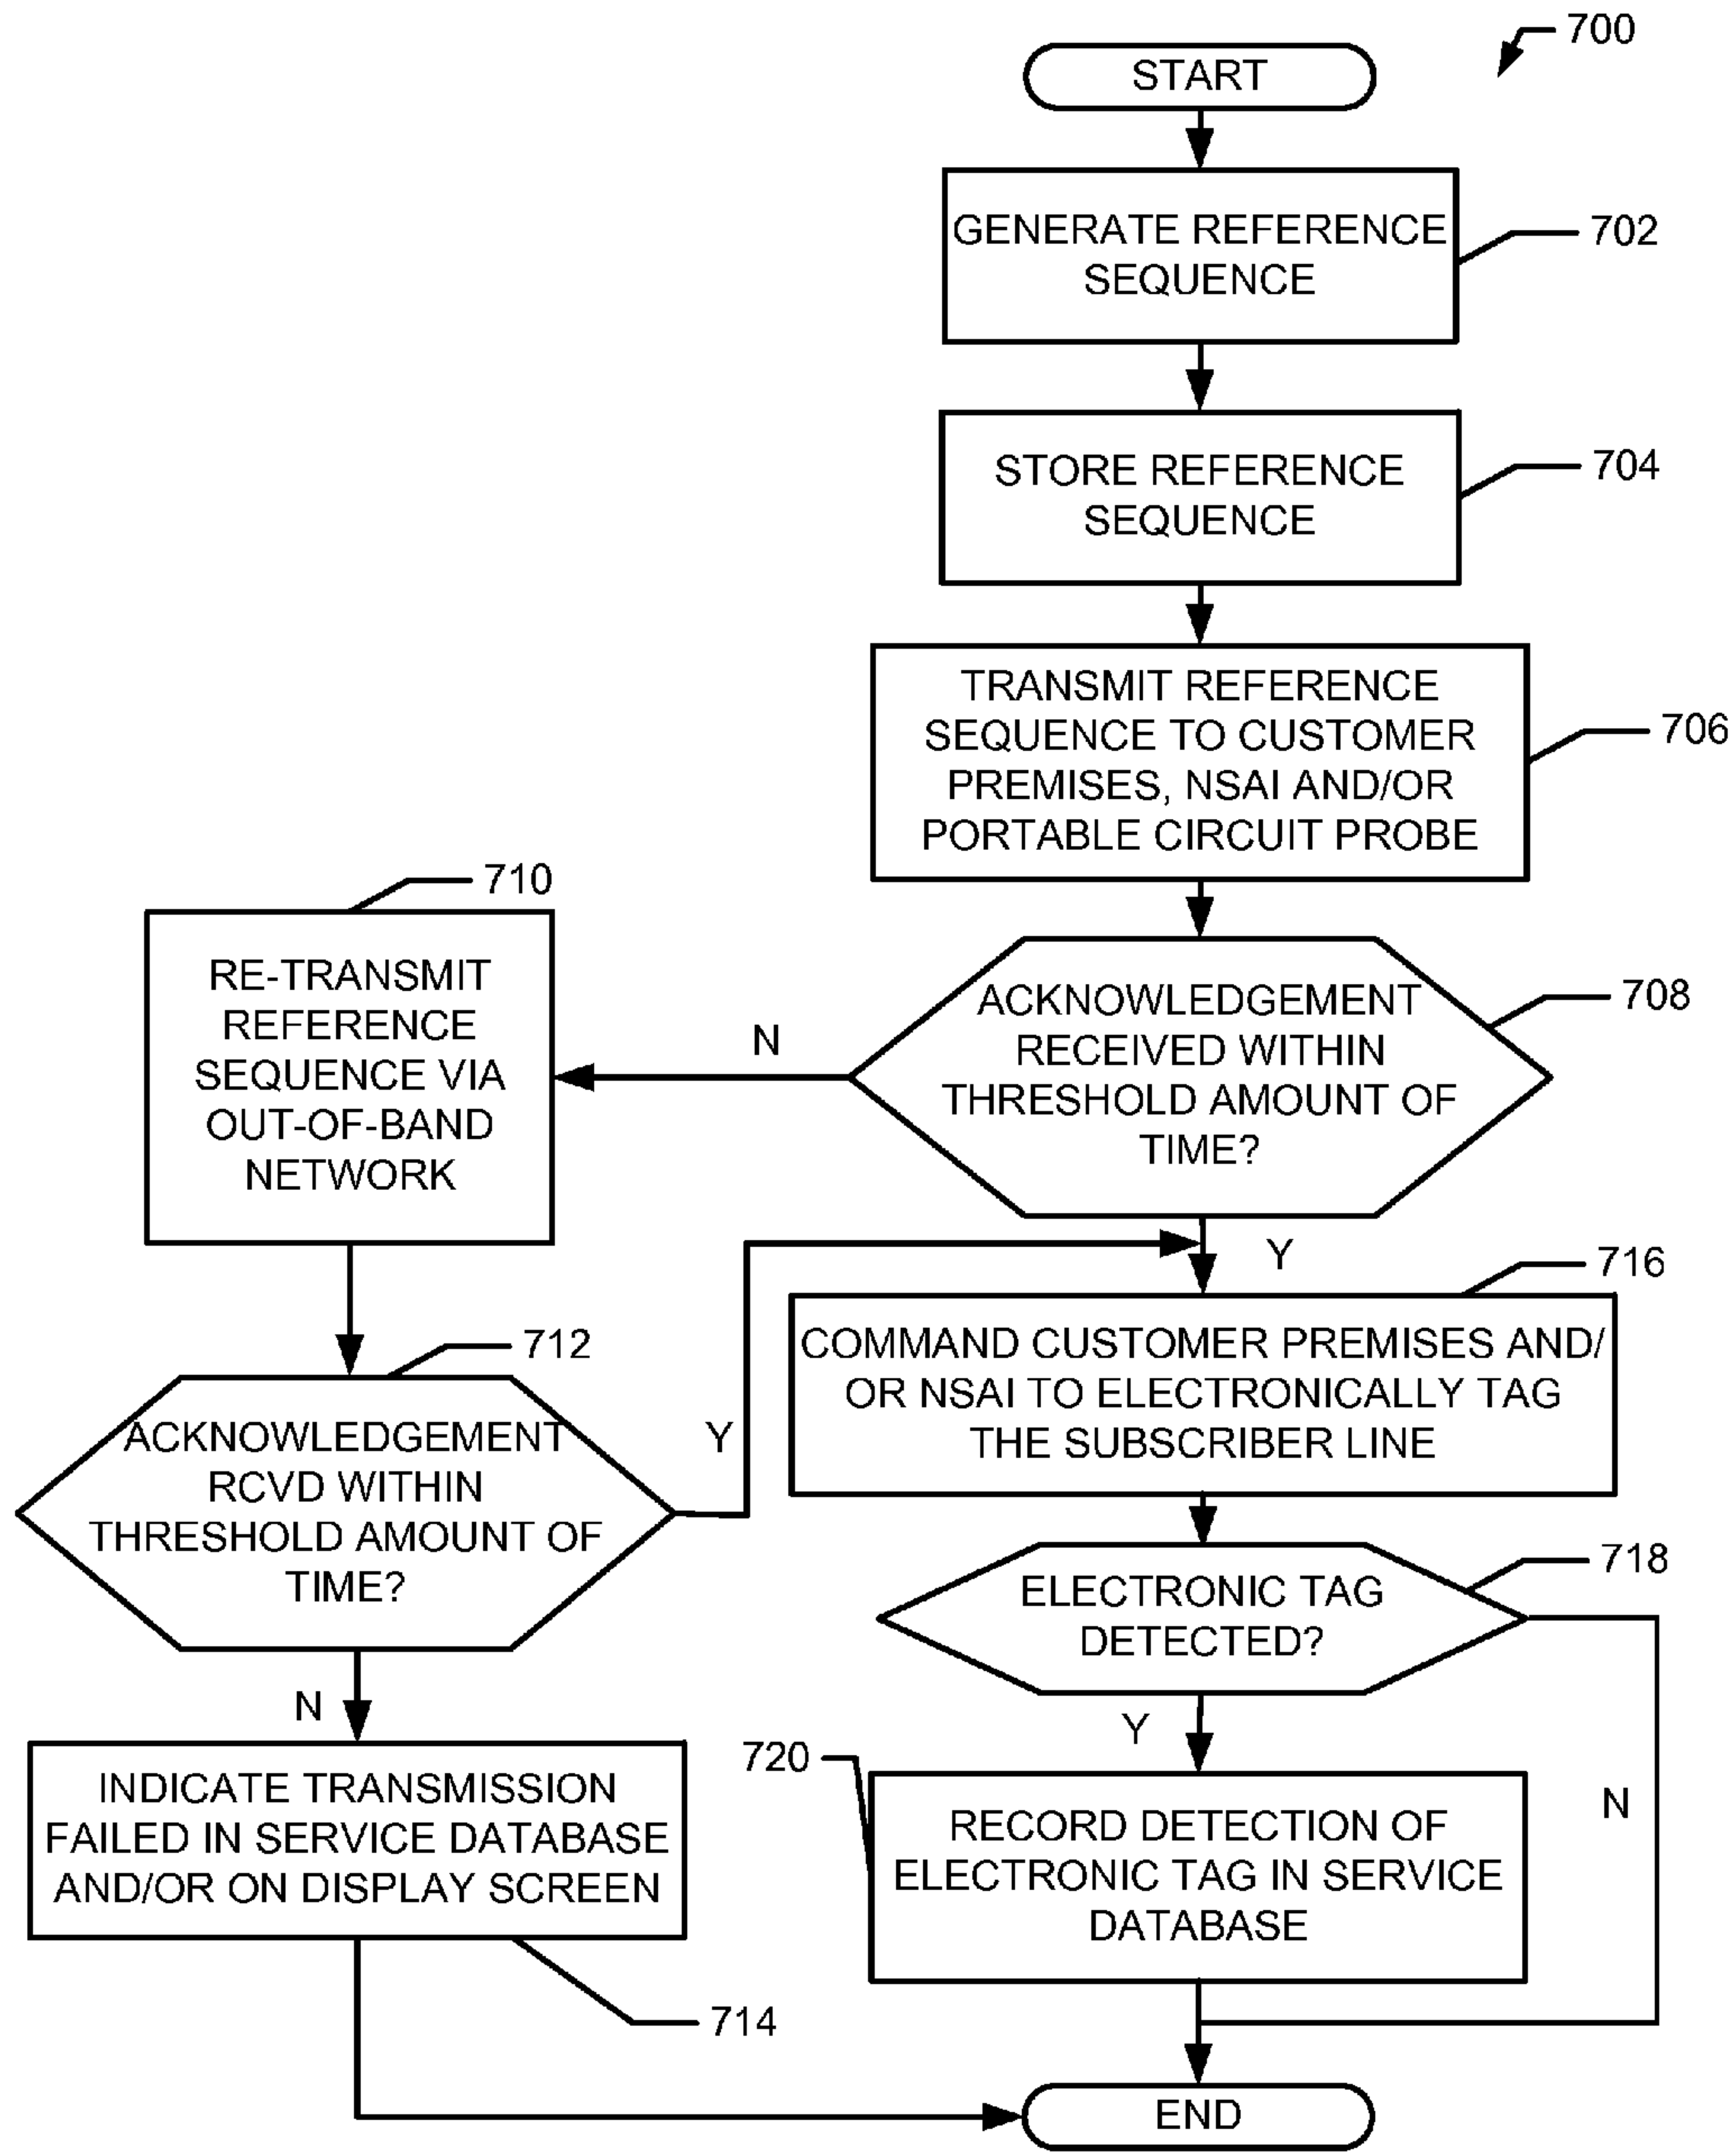 700
START
GENERATE REFERENCE
SEQUENCE
702
STORE REFERENCE
SEQUENCE
704
TRANSMIT REFERENCE
SEQUENCE TO CUSTOMER
PREMISES, NSAI AND/OR
PORTABLE CIRCUIT PROBE
706
ACKNOWLEDGEMENT
RECEIVED WITHIN
THRESHOLD AMOUNT OF
TIME?
708
N
710
RE-TRANSMIT
REFERENCE
SEQUENCE VIA
OUT-OF-BAND
NETWORK
Y
712
ACKNOWLEDGEMENT
RCVD WITHIN
THRESHOLD AMOUNT OF
TIME?
Y
716
COMMAND CUSTOMER PREMISES AND/
OR NSAI TO ELECTRONICALLY TAG
THE SUBSCRIBER LINE
718
ELECTRONIC TAG
DETECTED?
N
INDICATE TRANSMISSION
FAILED IN SERVICE DATABASE
AND/OR ON DISPLAY SCREEN
714
Y
720
RECORD DETECTION OF
ELECTRONIC TAG IN SERVICE
DATABASE
N
END